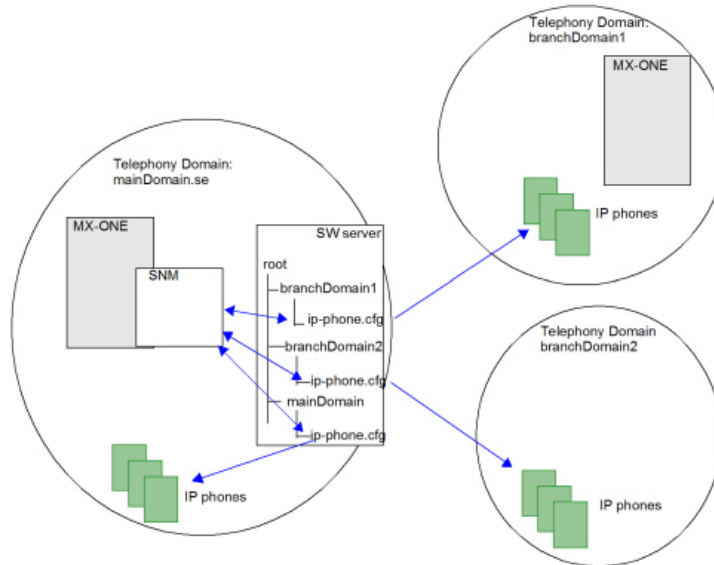 Telephony Domain:
mainDomain.se
MX-ONE
SNM
SW server
root
branchDomain1
ip-phone.cfg
branchDomain2
ip-phone.cfg
mainDomain
ip-phone.cfg
IP phones
Telephony Domain:
branchDomain1
MX-ONE
IP phones
Telephony Domain
branchDomain2
IP phones